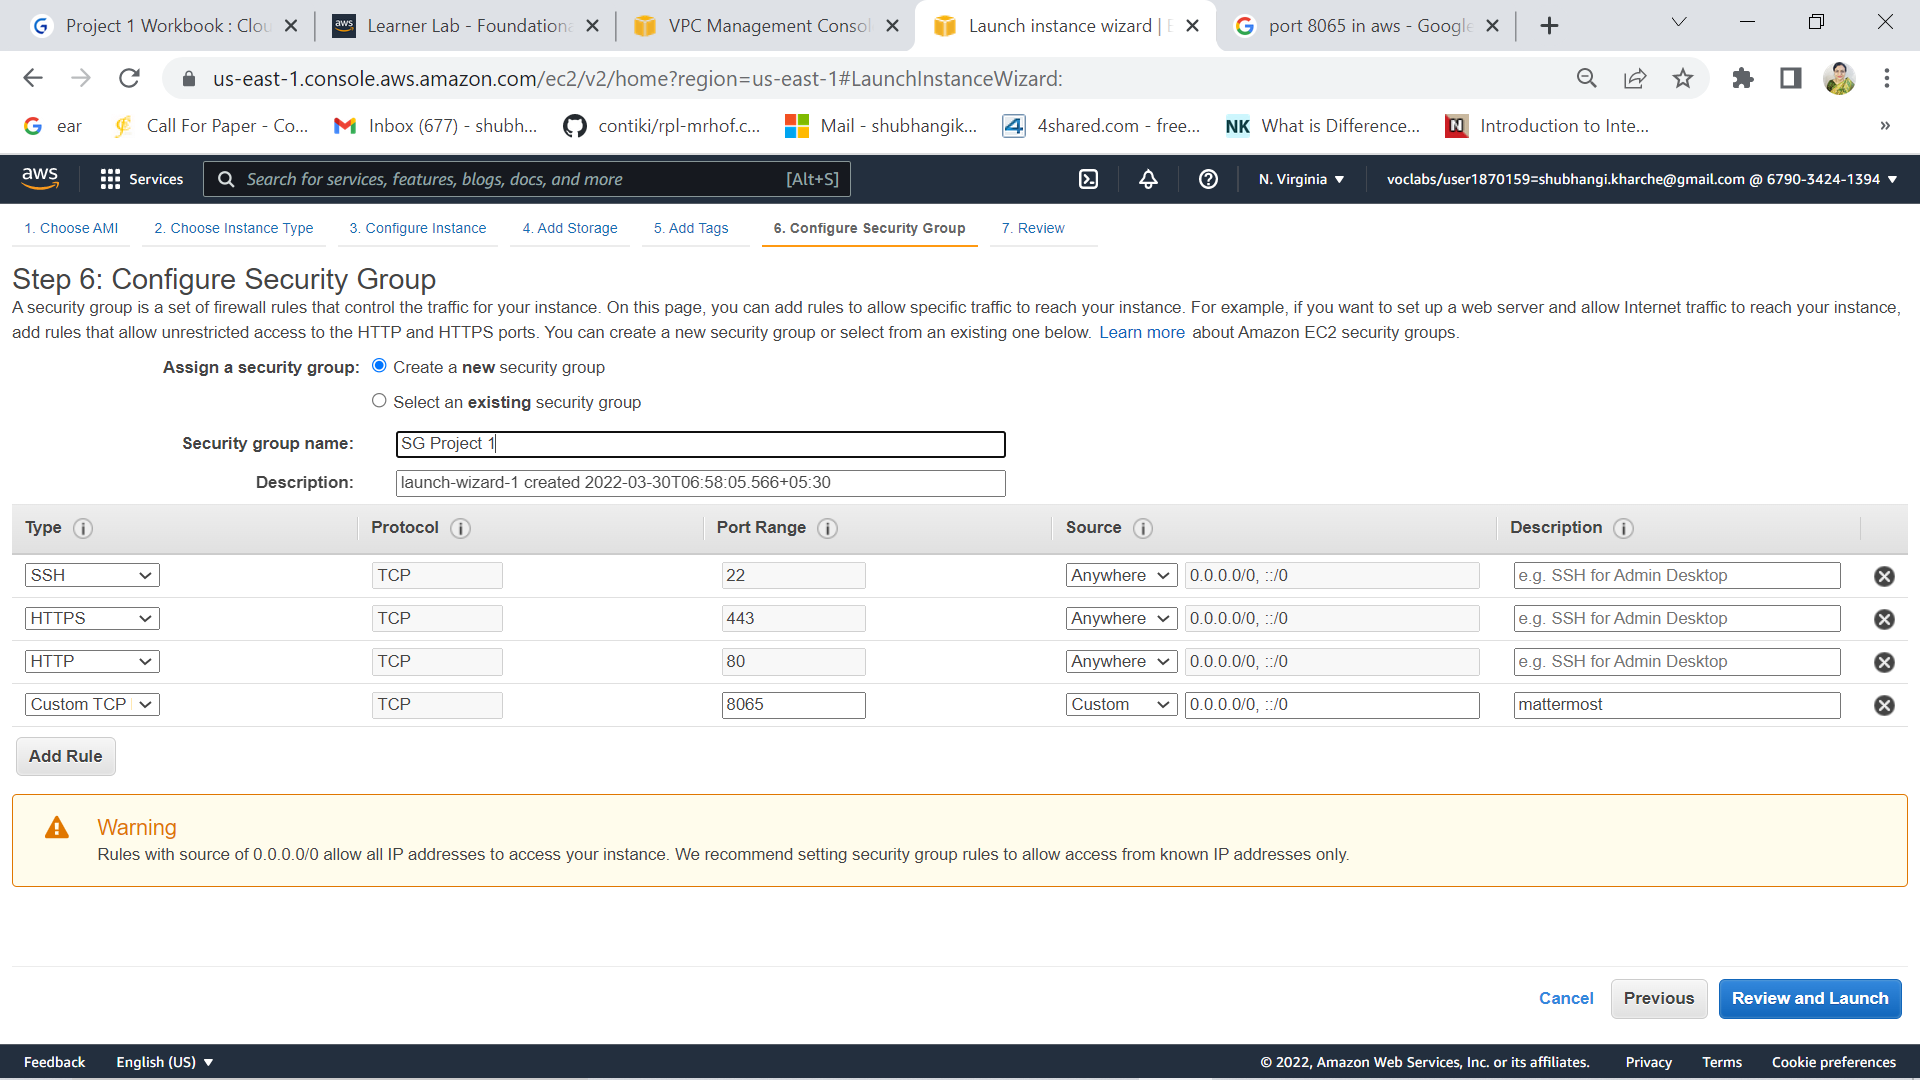 Project 1 Workbook : Clou
Learner Lab - Foundationa
VPC Management Consol
Launch instance wizard | E
port 8065 in aws - Google
us-east-1.console.aws.amazon.com/ec2/v2/home?region=us-east-1#LaunchInstanceWizard:
ear
Call For Paper - Co...
Inbox (677) - shubh...
contiki/rpl-mrhof.c...
Mail - shubhangik...
4shared.com - free...
NK What is Difference...
Introduction to Inte...
»
aws
Services
Search for services, features, blogs, docs, and more [Alt+S]
N. Virginia
voclabs/user1870159=shubhangi.kharche@gmail.com @ 6790-3424-1394
1. Choose AMI
2. Choose Instance Type
3. Configure Instance
4. Add Storage
5. Add Tags
6. Configure Security Group
7. Review
Step 6: Configure Security Group
A security group is a set of firewall rules that control the traffic for your instance. On this page, you can add rules to allow specific traffic to reach your instance. For example, if you want to set up a web server and allow Internet traffic to reach your instance,
add rules that allow unrestricted access to the HTTP and HTTPS ports. You can create a new security group or select from an existing one below. Learn more about Amazon EC2 security groups.
Assign a security group: Create a new security group
Select an existing security group
Security group name: SG Project 1
Description: launch-wizard-1 created 2022-03-30T06:58:05.566+05:30
Type Protocol Port Range Source Description
SSH TCP 22 Anywhere 0.0.0.0/0, ::/0 e.g. SSH for Admin Desktop
HTTPS TCP 443 Anywhere 0.0.0.0/0, ::/0 e.g. SSH for Admin Desktop
HTTP TCP 80 Anywhere 0.0.0.0/0, ::/0 e.g. SSH for Admin Desktop
Custom TCP TCP 8065 Custom 0.0.0.0/0, ::/0 mattermost
Add Rule
Warning
Rules with source of 0.0.0.0/0 allow all IP addresses to access your instance. We recommend setting security group rules to allow access from known IP addresses only.
Cancel Previous Review and Launch
Feedback English (US) © 2022, Amazon Web Services, Inc. or its affiliates. Privacy Terms Cookie preferences